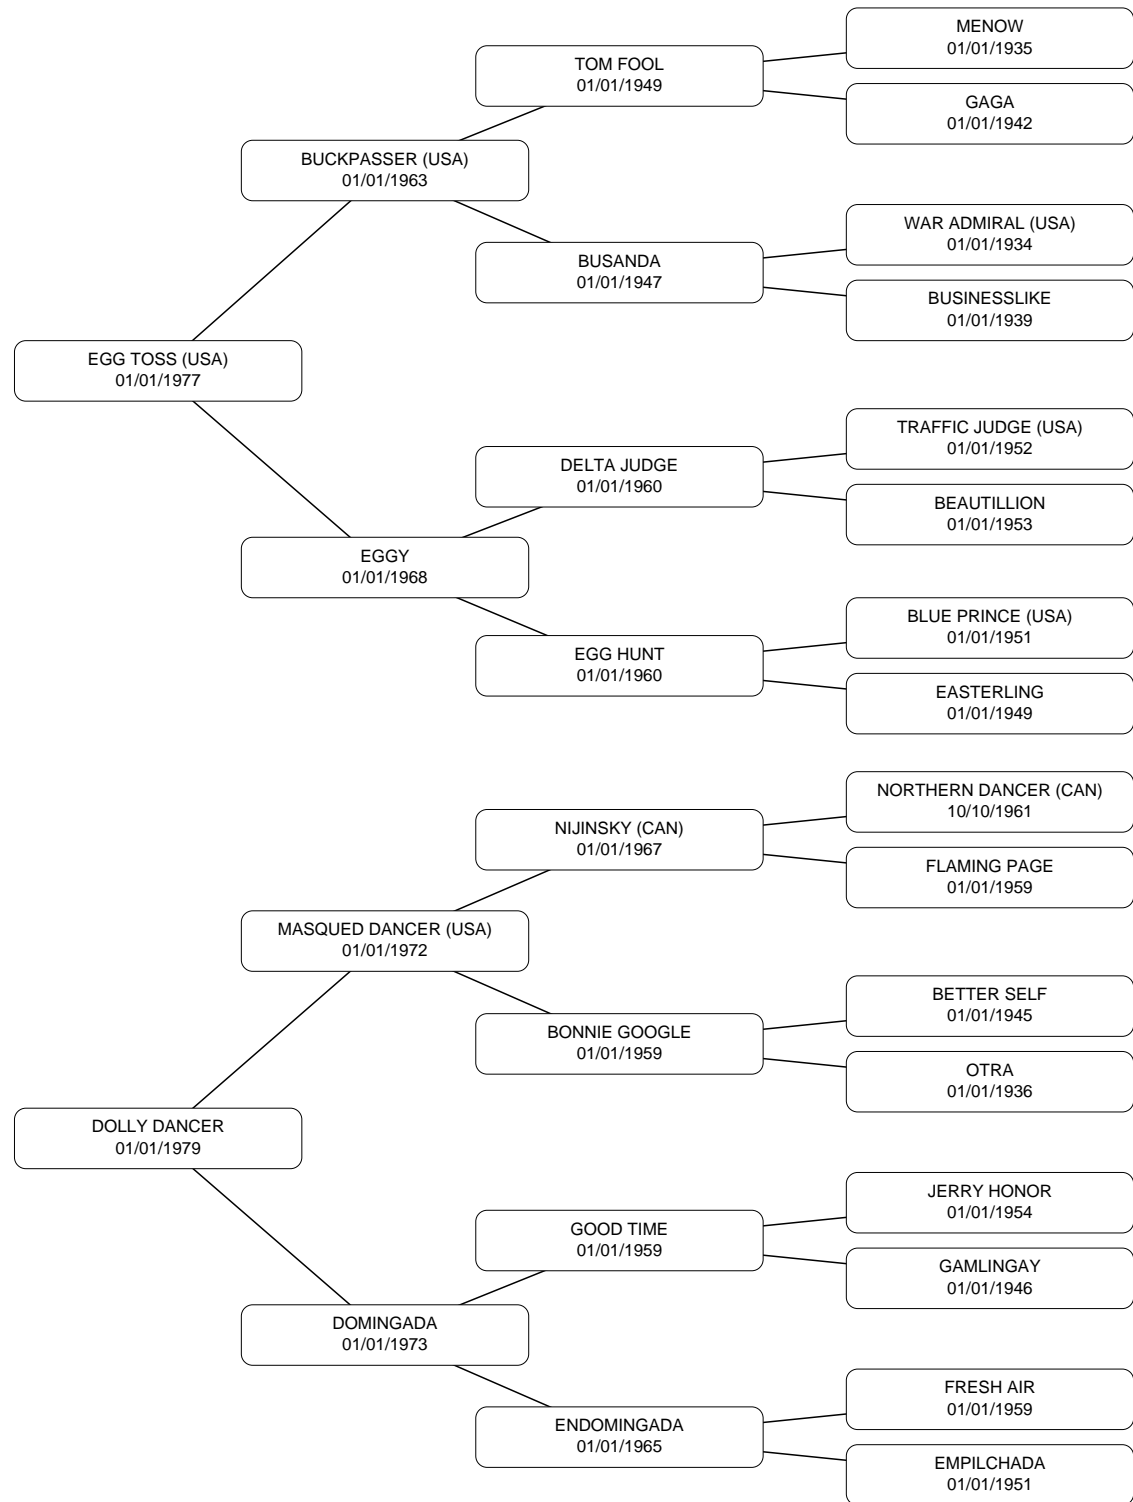 MENOW
01/01/1935
TOM FOOL
01/01/1949
GAGA
01/01/1942
BUCKPASSER (USA)
01/01/1963
WAR ADMIRAL (USA)
01/01/1934
BUSANDA
01/01/1947
BUSINESSLIKE
01/01/1939
EGG TOSS (USA)
01/01/1977
TRAFFIC JUDGE (USA)
01/01/1952
DELTA JUDGE
01/01/1960
BEAUTILLION
01/01/1953
EGGY
01/01/1968
BLUE PRINCE (USA)
01/01/1951
EGG HUNT
01/01/1960
EASTERLING
01/01/1949
NORTHERN DANCER (CAN)
10/10/1961
NIJINSKY (CAN)
01/01/1967
FLAMING PAGE
01/01/1959
MASQUED DANCER (USA)
01/01/1972
BETTER SELF
01/01/1945
BONNIE GOOGLE
01/01/1959
OTRA
01/01/1936
DOLLY DANCER
01/01/1979
JERRY HONOR
01/01/1954
GOOD TIME
01/01/1959
GAMLINGAY
01/01/1946
DOMINGADA
01/01/1973
FRESH AIR
01/01/1959
ENDOMINGADA
01/01/1965
EMPILCHADA
01/01/1951